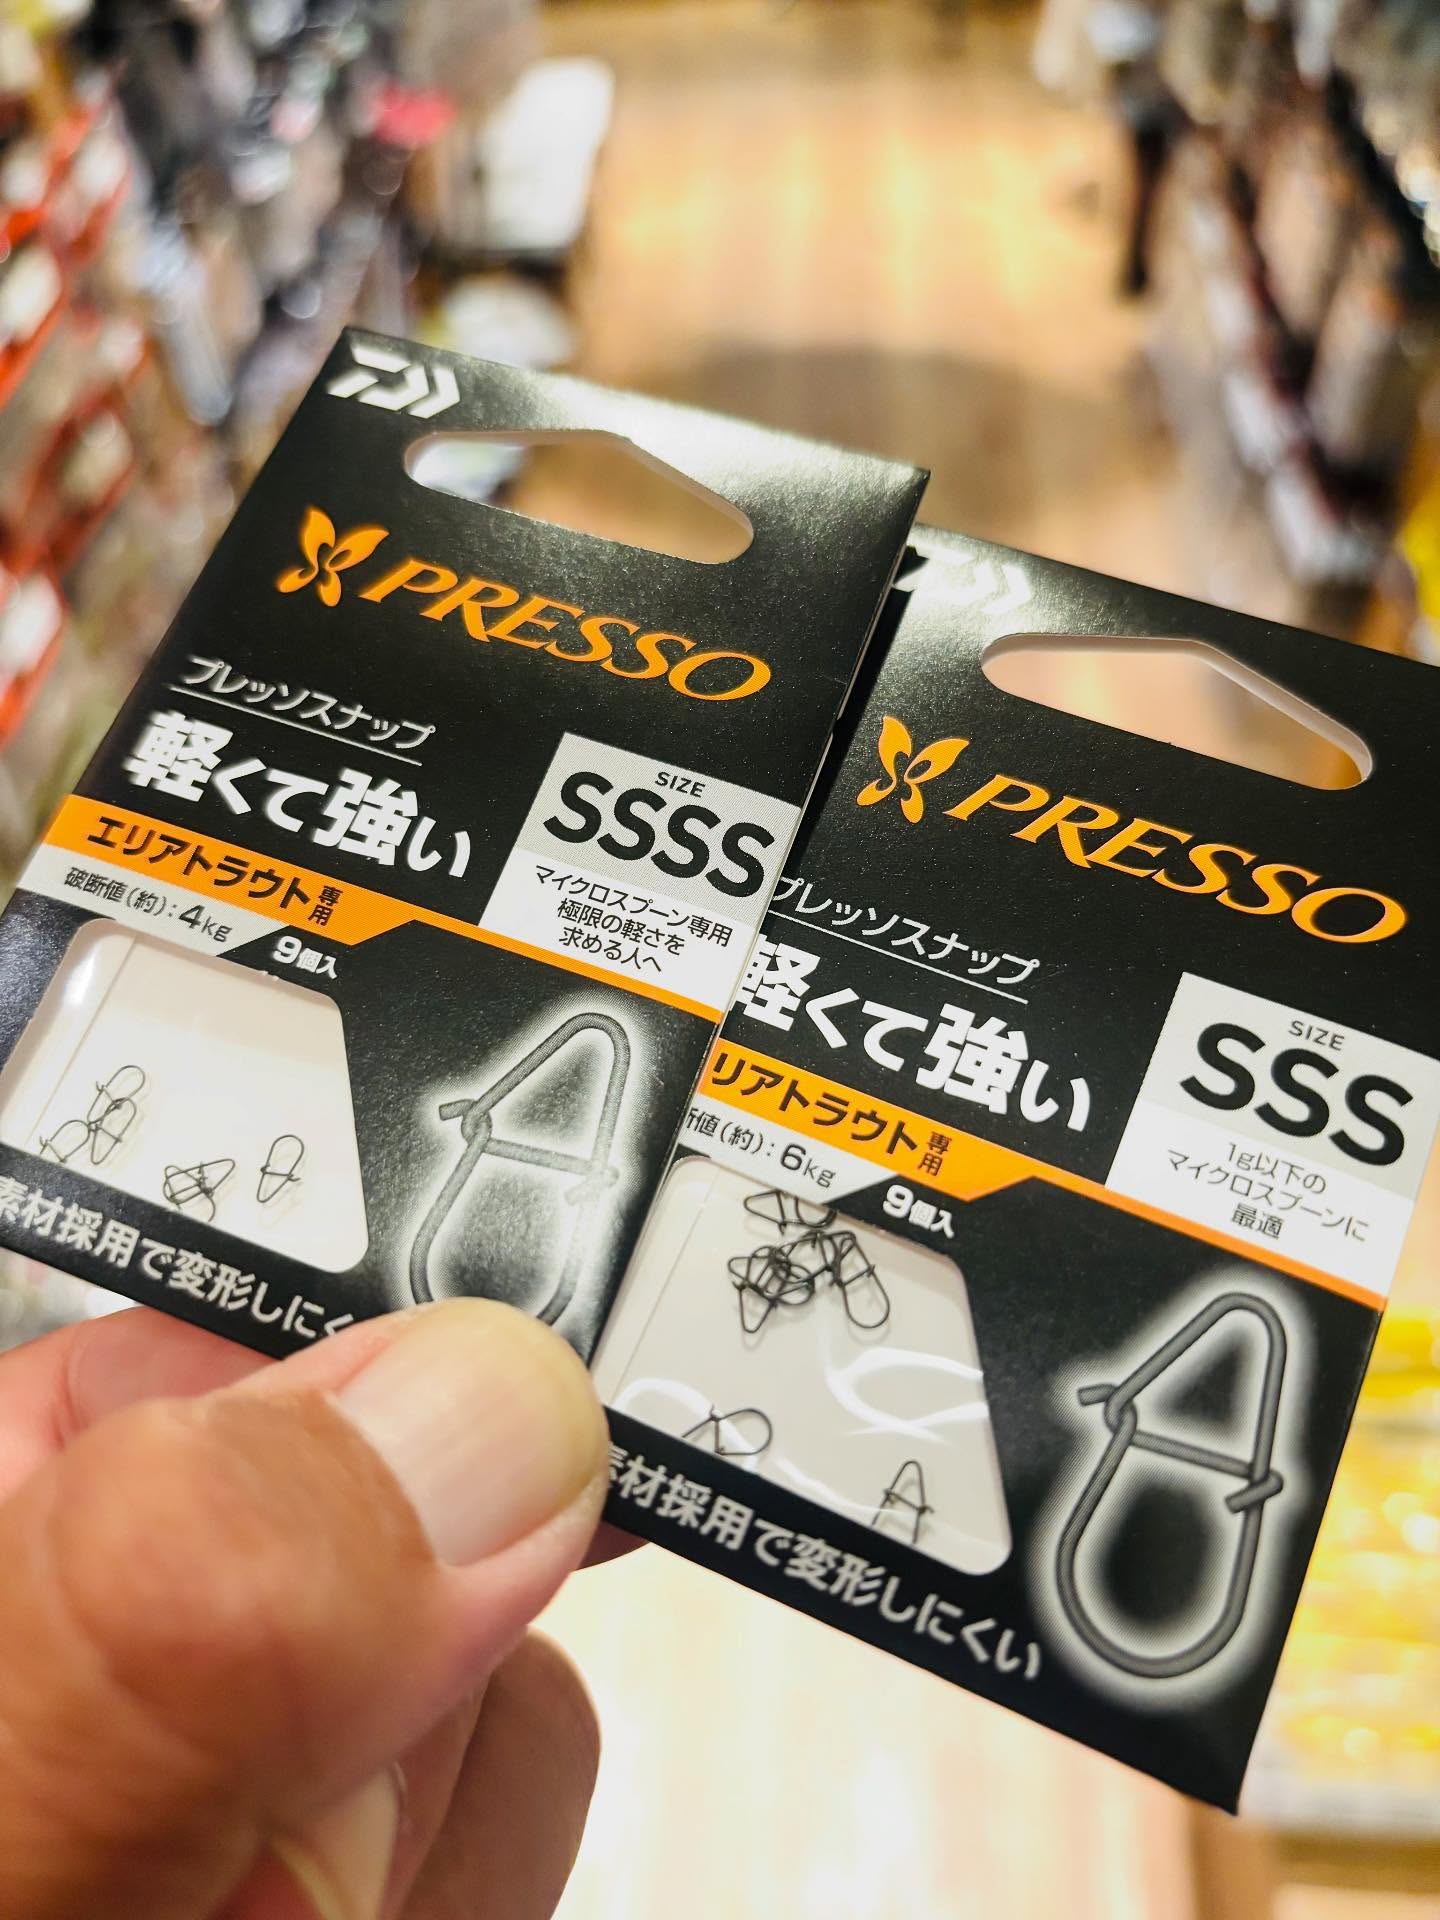 PRESSO
プレッソスナップ
軽くて強い
SIZE
SSSS
マイクロスプーン専用
極限の軽さを
求める人へ
エリアトラウト専用
破断値(約):4kg
9個入
素材採用で変形しにく
PRESSO
プレッソスナップ
軽くて強い
SIZE
SSS
1g以下の
マイクロスプーンに
最適
リアトラウト専用
断値(約):6kg
9個入
素材採用で変形しにくい